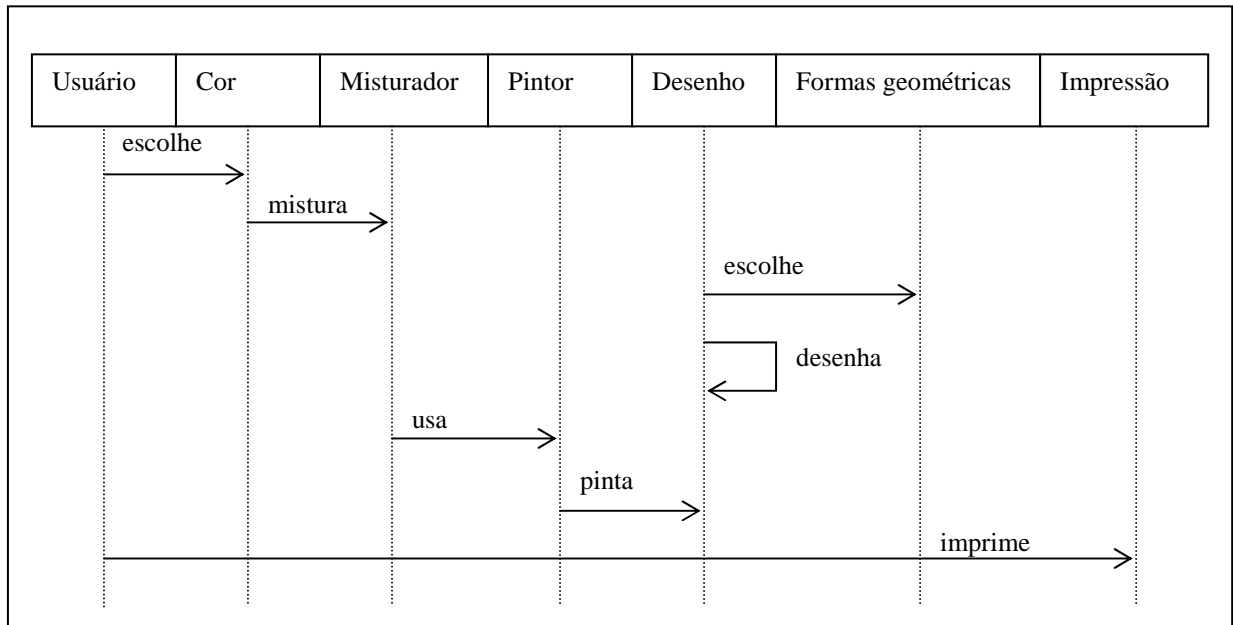 Usuário Cor Misturador Pintor Desenho Formas geométricas Impressão
escolhe
mistura
escolhe
desenha
usa
pinta
imprime